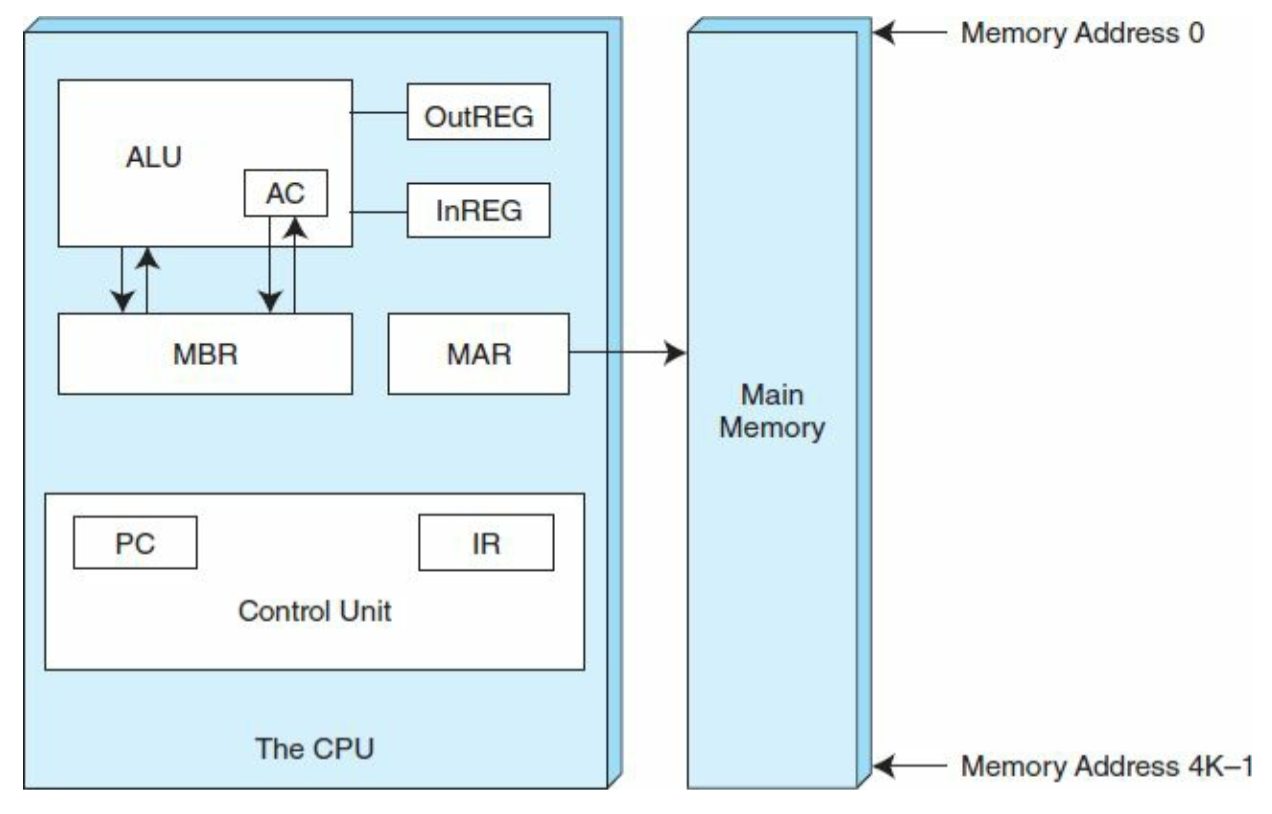 Memory Address 0
OutREG
ALU
AC
InREG
MBR
MAR
Main
Memory
PC
IR
Control Unit
The CPU
Memory Address 4K–1